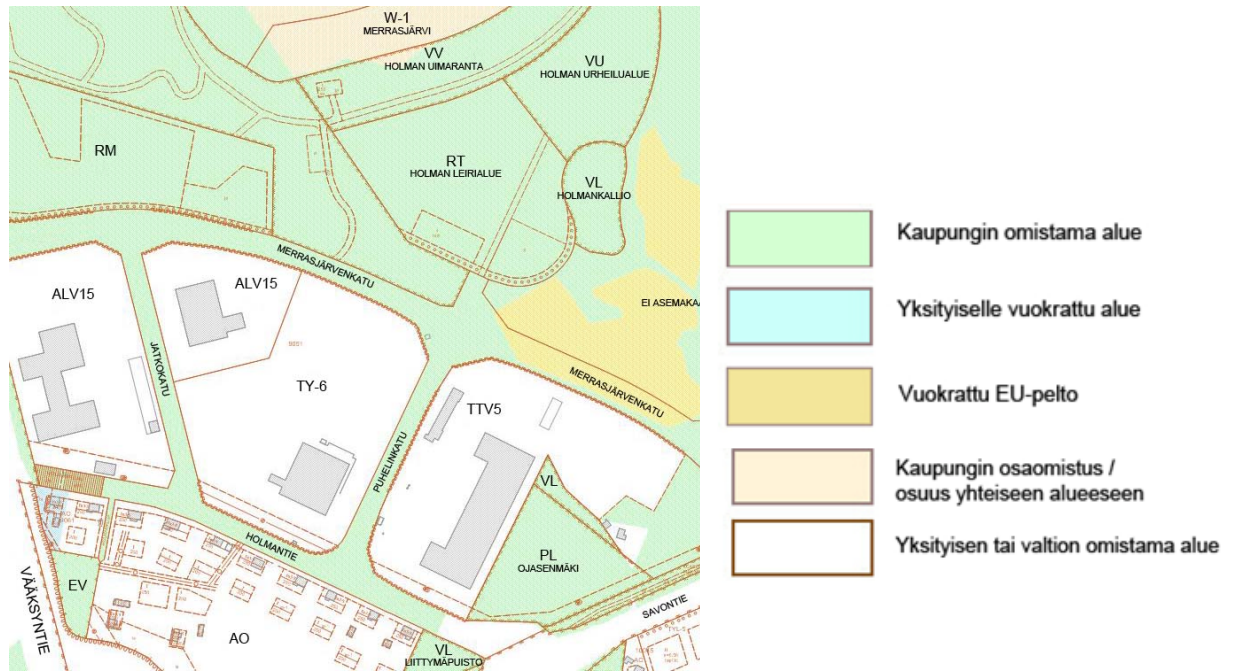 W-1
MERRASJÄRVI
VV
HOLMAN UIMARANTA
VU
HOLMAN URHEILUALUE
RM
RT
HOLMAN LEIRIALUE
VL
HOLMANKALLIO
MERRASJÄRVENKATU
ALV15
ALV15
EI ASEMAKAA
JATKOKATU
TY-6
TTV5
MERRASJÄRVENKATU
PUHELINKATU
VL
HOLMANTIE
PL
OJASENMÄKI
EV
VÄÄKSYNTIE
AO
SAVONTIE
VL
LIITTYMÄPUISTO
Kaupungin omistama alue
Yksityiselle vuokrattu alue
Vuokrattu EU-pelto
Kaupungin osaomistus /
osuus yhteiseen alueeseen
Yksityisen tai valtion omistama alue